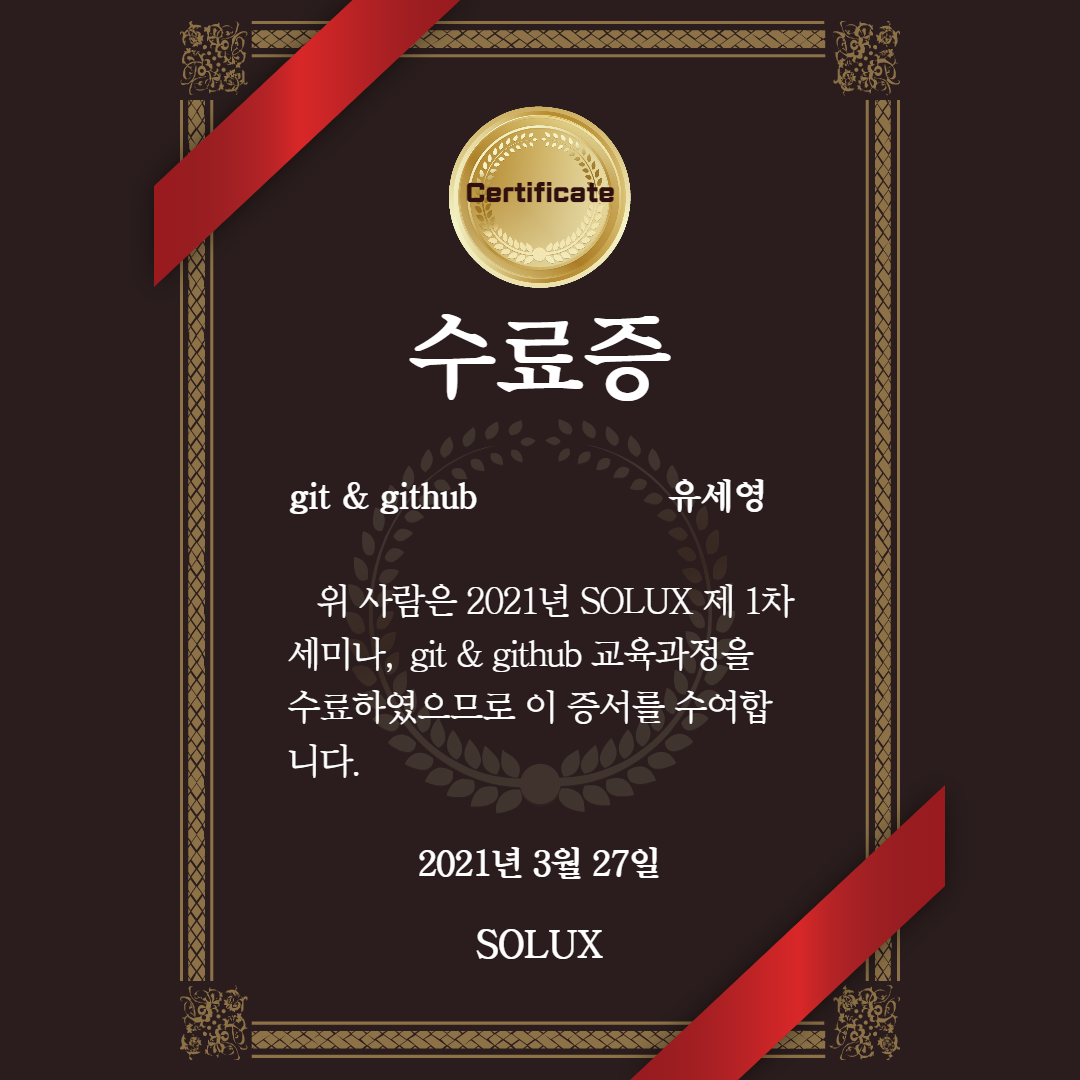 Certificate
수료증
git & github 유세영
위 사람은 2021년 SOLUX 제 1차
세미나, git & github 교육과정을
수료하였으므로 이 증서를 수여합
니다.
2021년 3월 27일
SOLUX